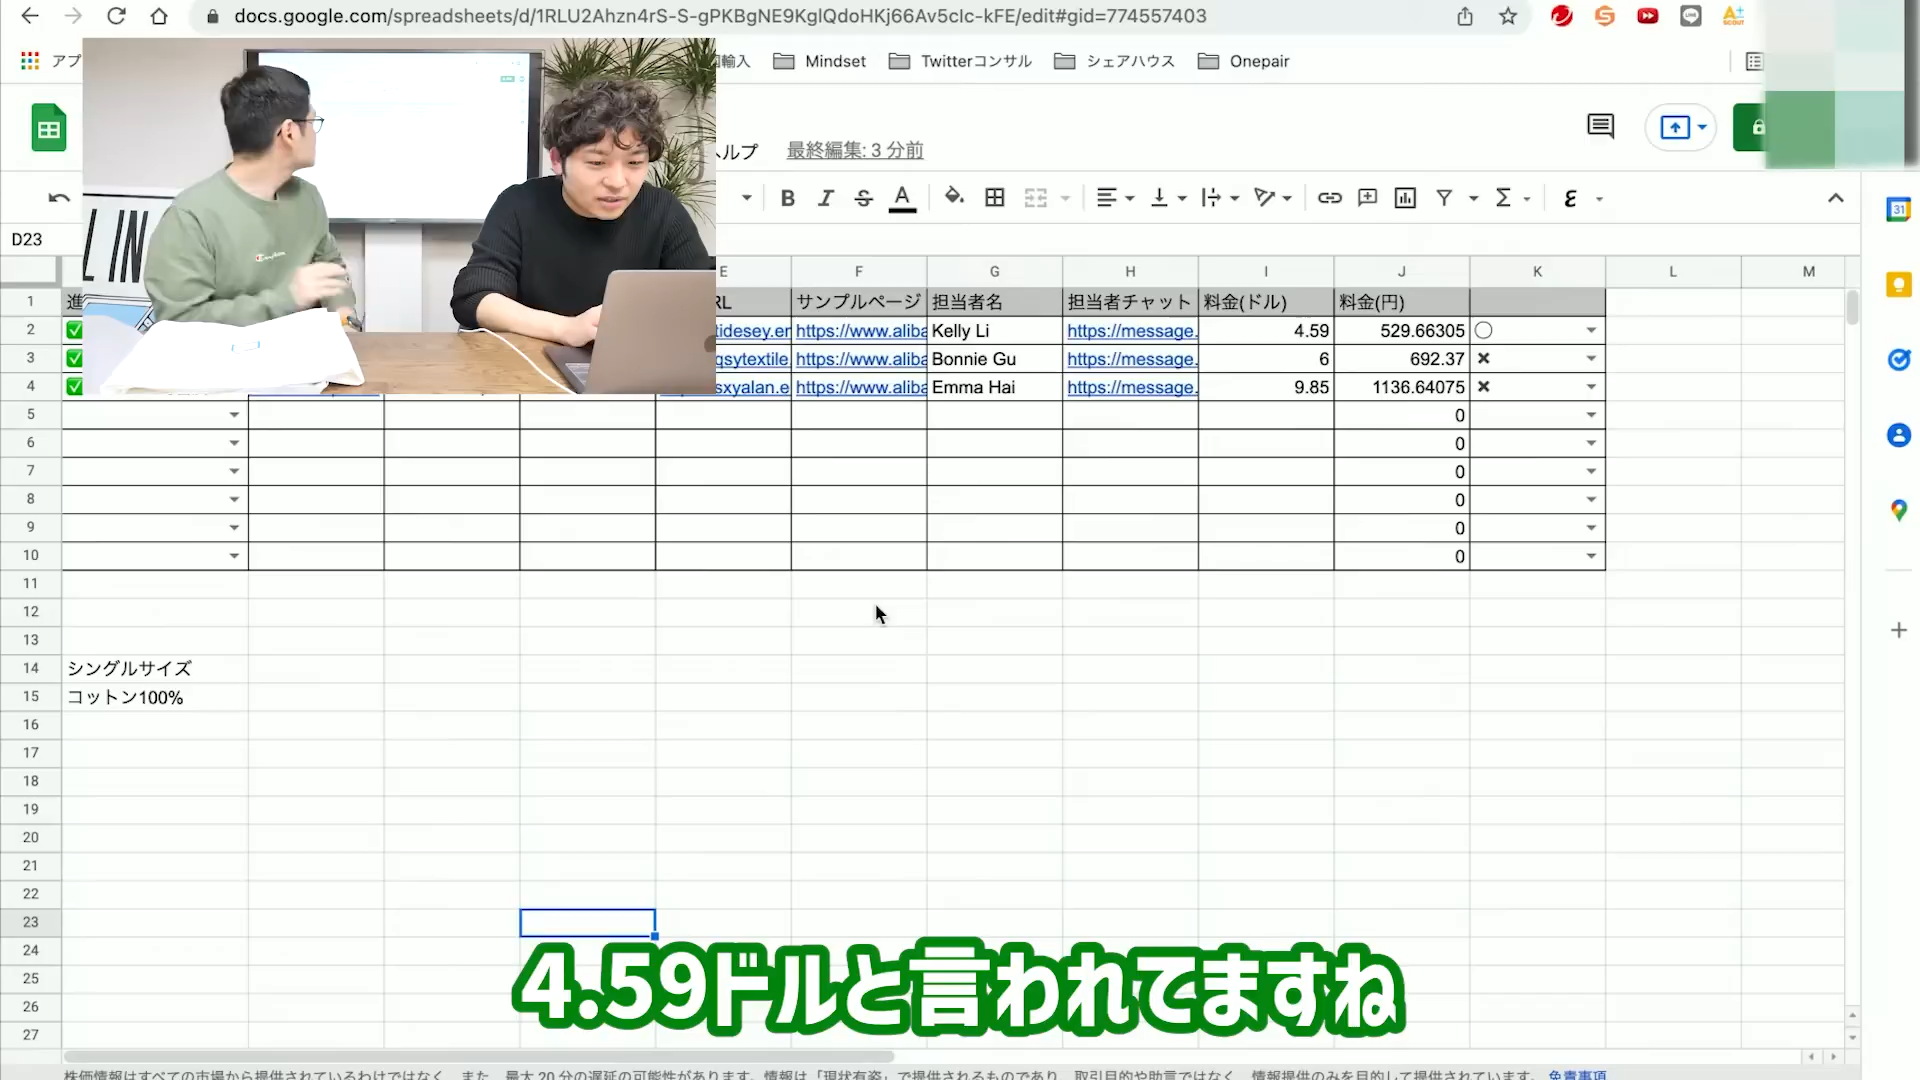 docs.google.com/spreadsheets/d/1RLU2Ahzn4rS-S-gPKBgNE9KglQdoHKj66Av5cIc-kFE/edit#gid=774557403
アプ
輸入 Mindset Twitterコンサル シェアハウス Onepair
ヘルプ 最終編集: 3 分前
B I S A Σ ε
31
D23
L IN
Champion
E F G H I J K L M
1 進 RL サンプルページ 担当者名 担当者チャット 料金(ドル) 料金(円)
2 tidesey.er https://www.aliba Kelly Li https://message. 4.59 529.66305 ○
3 qsytextile. https://www.aliba Bonnie Gu https://message. 6 692.37 ×
4 sxyalan.e https://www.aliba Emma Hai https://message. 9.85 1136.64075 ×
5 0
6 0
7 0
8 0
9 0
10 0
11
12
13
14 シングルサイズ
15 コットン100%
16
17
18
19
20
21
22
23
24
25
26
27
4.59ドルと言われてますね
株価情報はすべての市場から提供されているわけではなく、また、最大 20 分の遅延の可能性があります。情報は「現状有姿」で提供されるものであり、取引目的や助言ではなく、情報提供のみを目的として提供されています。 免責事項